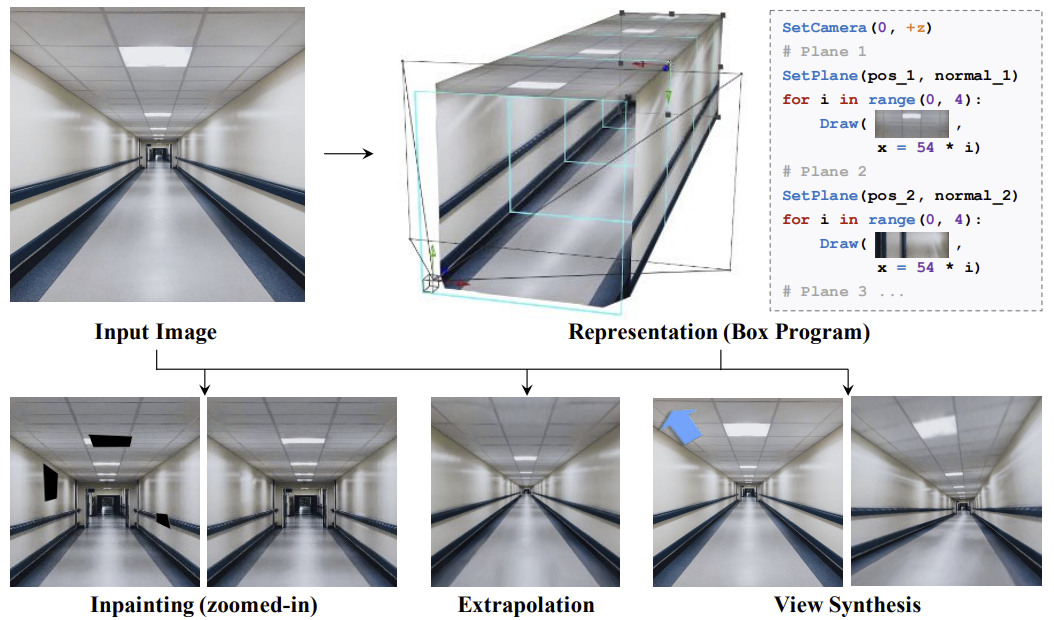 SetCamera(0, +z)
# Plane 1
SetPlane(pos_1, normal_1)
for i in range(0, 4):
Draw( ,
x = 54 * i)
# Plane 2
SetPlane(pos_2, normal_2)
for i in range(0, 4):
Draw( ,
x = 54 * i)
# Plane 3 ...
Input Image
Representation (Box Program)
Inpainting (zoomed-in)
Extrapolation
View Synthesis